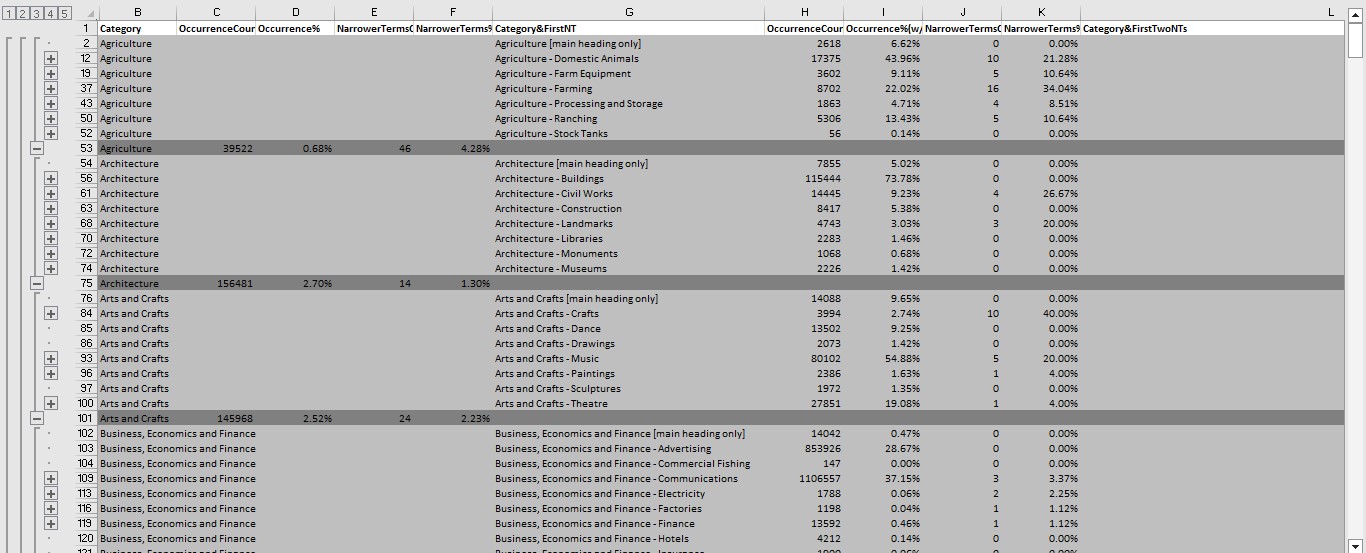 1 2 3 4 5 B C D E F G H I J K L
1 Category OccurrenceCour Occurrence% NarrowerTermsC NarrowerTerms% Category&FirstNT OccurrenceCour Occurrence%(w/ NarrowerTermsC NarrowerTerms% Category&FirstTwoNTs
2 Agriculture Agriculture [main heading only] 2618 6.62% 0 0.00%
12 Agriculture Agriculture - Domestic Animals 17375 43.96% 10 21.28%
19 Agriculture Agriculture - Farm Equipment 3602 9.11% 5 10.64%
37 Agriculture Agriculture - Farming 8702 22.02% 16 34.04%
43 Agriculture Agriculture - Processing and Storage 1863 4.71% 4 8.51%
50 Agriculture Agriculture - Ranching 5306 13.43% 5 10.64%
52 Agriculture Agriculture - Stock Tanks 56 0.14% 0 0.00%
53 Agriculture 39522 0.68% 46 4.28%
54 Architecture Architecture [main heading only] 7855 5.02% 0 0.00%
56 Architecture Architecture - Buildings 115444 73.78% 0 0.00%
61 Architecture Architecture - Civil Works 14445 9.23% 4 26.67%
63 Architecture Architecture - Construction 8417 5.38% 0 0.00%
68 Architecture Architecture - Landmarks 4743 3.03% 3 20.00%
70 Architecture Architecture - Libraries 2283 1.46% 0 0.00%
72 Architecture Architecture - Monuments 1068 0.68% 0 0.00%
74 Architecture Architecture - Museums 2226 1.42% 0 0.00%
75 Architecture 156481 2.70% 14 1.30%
76 Arts and Crafts Arts and Crafts [main heading only] 14088 9.65% 0 0.00%
84 Arts and Crafts Arts and Crafts - Crafts 3994 2.74% 10 40.00%
85 Arts and Crafts Arts and Crafts - Dance 13502 9.25% 0 0.00%
86 Arts and Crafts Arts and Crafts - Drawings 2073 1.42% 0 0.00%
93 Arts and Crafts Arts and Crafts - Music 80102 54.88% 5 20.00%
96 Arts and Crafts Arts and Crafts - Paintings 2386 1.63% 1 4.00%
97 Arts and Crafts Arts and Crafts - Sculptures 1972 1.35% 0 0.00%
100 Arts and Crafts Arts and Crafts - Theatre 27851 19.08% 1 4.00%
101 Arts and Crafts 145968 2.52% 24 2.23%
102 Business, Economics and Finance Business, Economics and Finance [main heading only] 14042 0.47% 0 0.00%
103 Business, Economics and Finance Business, Economics and Finance - Advertising 853926 28.67% 0 0.00%
104 Business, Economics and Finance Business, Economics and Finance - Commercial Fishing 147 0.00% 0 0.00%
109 Business, Economics and Finance Business, Economics and Finance - Communications 1106557 37.15% 3 3.37%
113 Business, Economics and Finance Business, Economics and Finance - Electricity 1788 0.06% 2 2.25%
116 Business, Economics and Finance Business, Economics and Finance - Factories 1198 0.04% 1 1.12%
119 Business, Economics and Finance Business, Economics and Finance - Finance 13592 0.46% 1 1.12%
120 Business, Economics and Finance Business, Economics and Finance - Hotels 4212 0.14% 0 0.00%